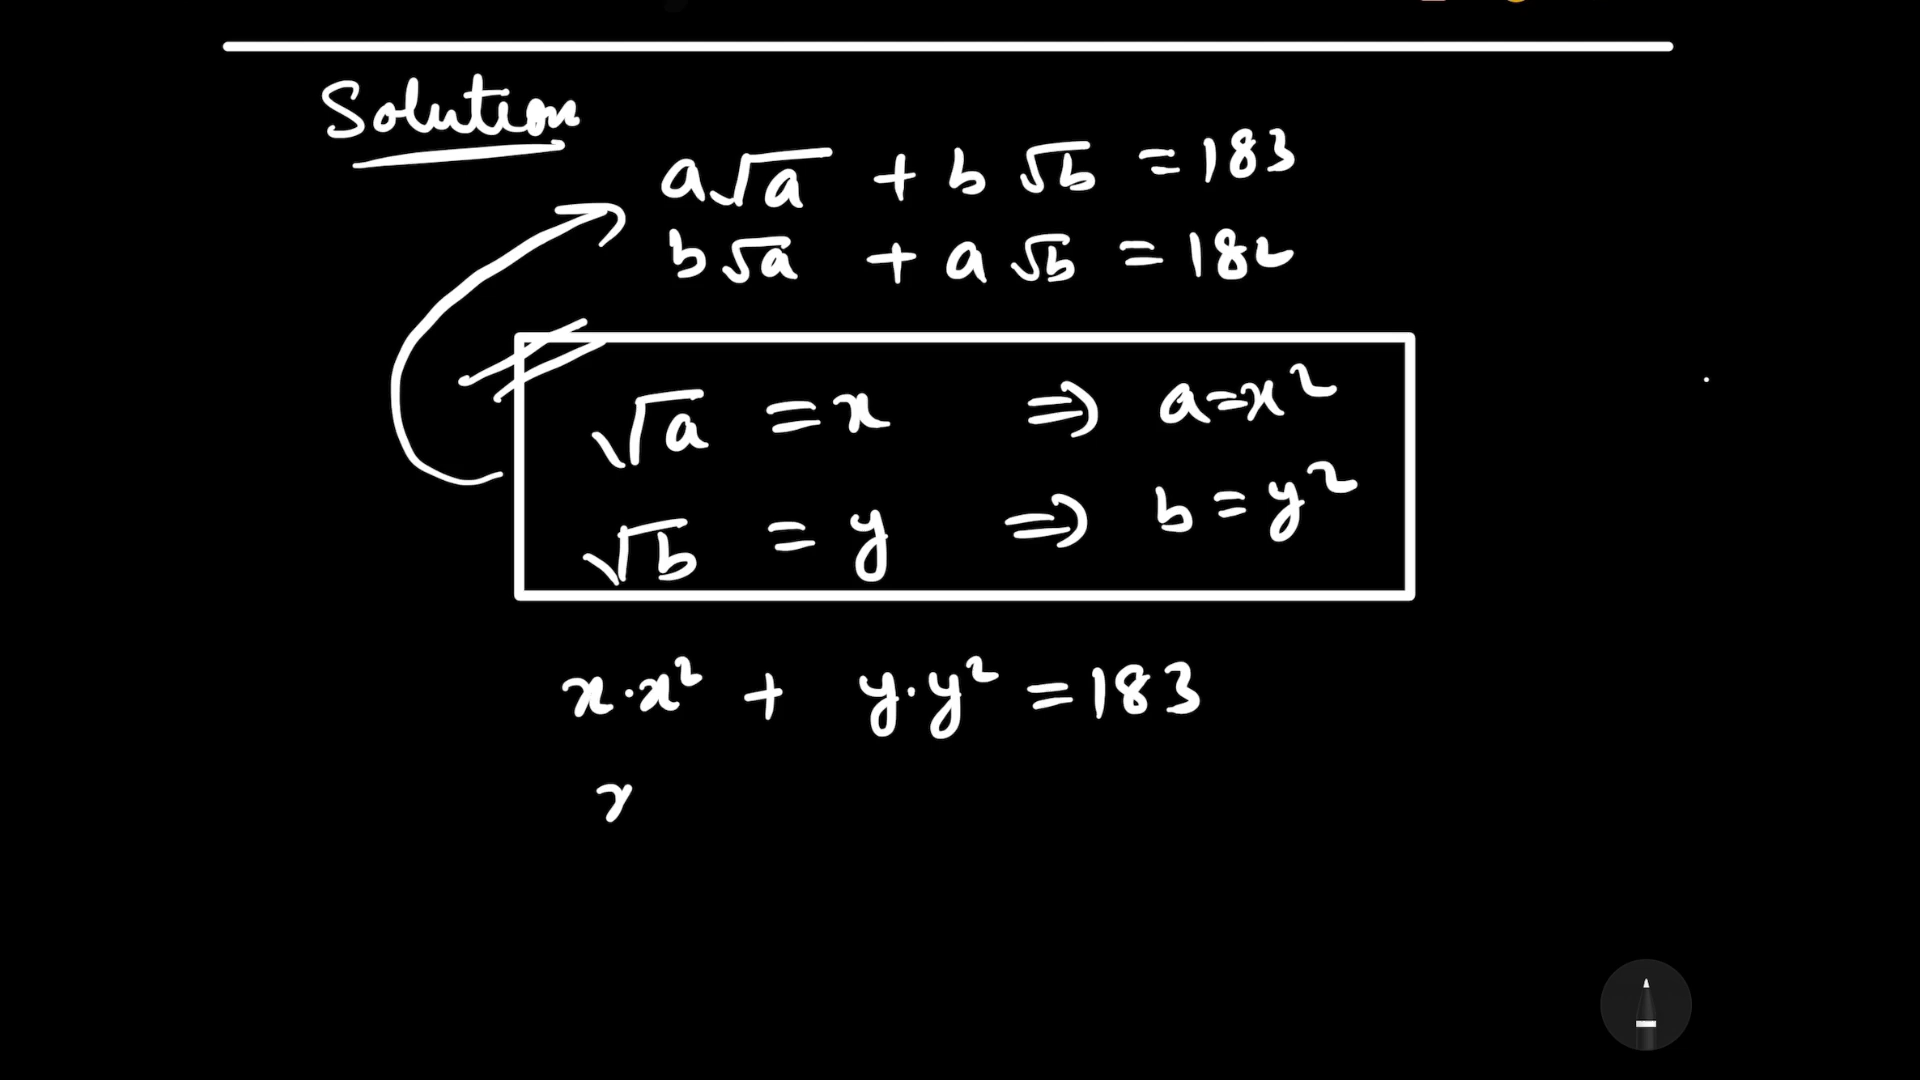 Solution
a√a + b√b = 183
b√a + a√b = 182
√a = x ⇒ a=x²
√b = y ⇒ b=y²
x·x² + y·y² = 183
x